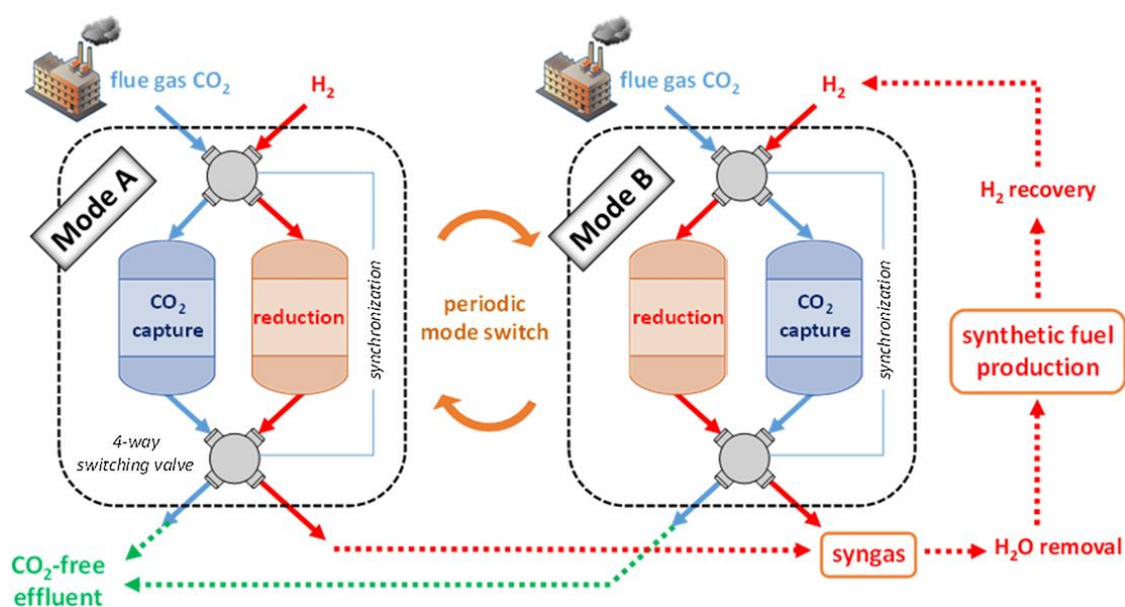 flue gas CO₂
H₂
Mode A
CO₂
capture
reduction
synchronization
4-way
switching valve
CO₂-free
effluent
periodic
mode switch
flue gas CO₂
H₂
Mode B
reduction
CO₂
capture
synchronization
syngas
H₂O removal
synthetic fuel
production
H₂ recovery